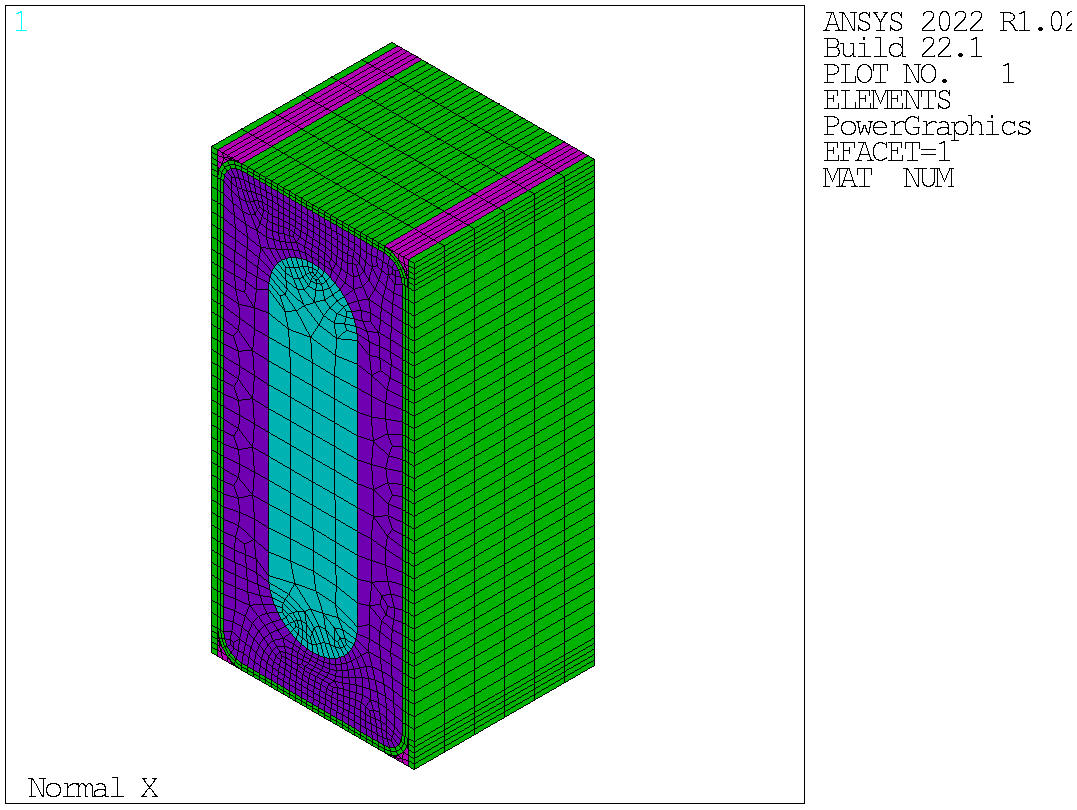 1
ANSYS 2022 R1.02
Build 22.1
PLOT NO.   1
ELEMENTS
PowerGraphics
EFACET=1
MAT  NUM
Normal X